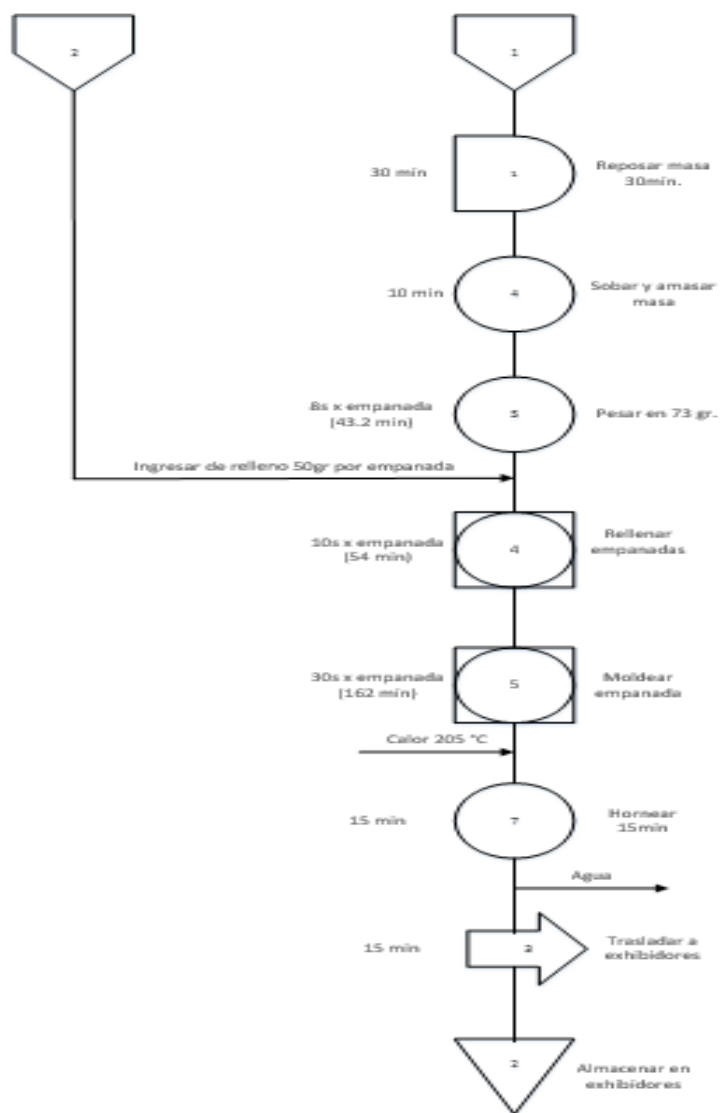 2
1
30 min
1
Reposar masa
30min.
10 min
4
Sobar y amasar
masa
8s x empanada
(43.2 min)
5
Pesar en 73 gr.
Ingresar de relleno 50gr por empanada
10s x empanada
(54 min)
4
Rellenar
empanadas
30s x empanada
(162 min)
5
Moldear
empanada
Calor 205 °C
15 min
7
Hornear
15min
Agua
15 min
3
Trasladar a
exhibidores
2
Almacenar en
exhibidores